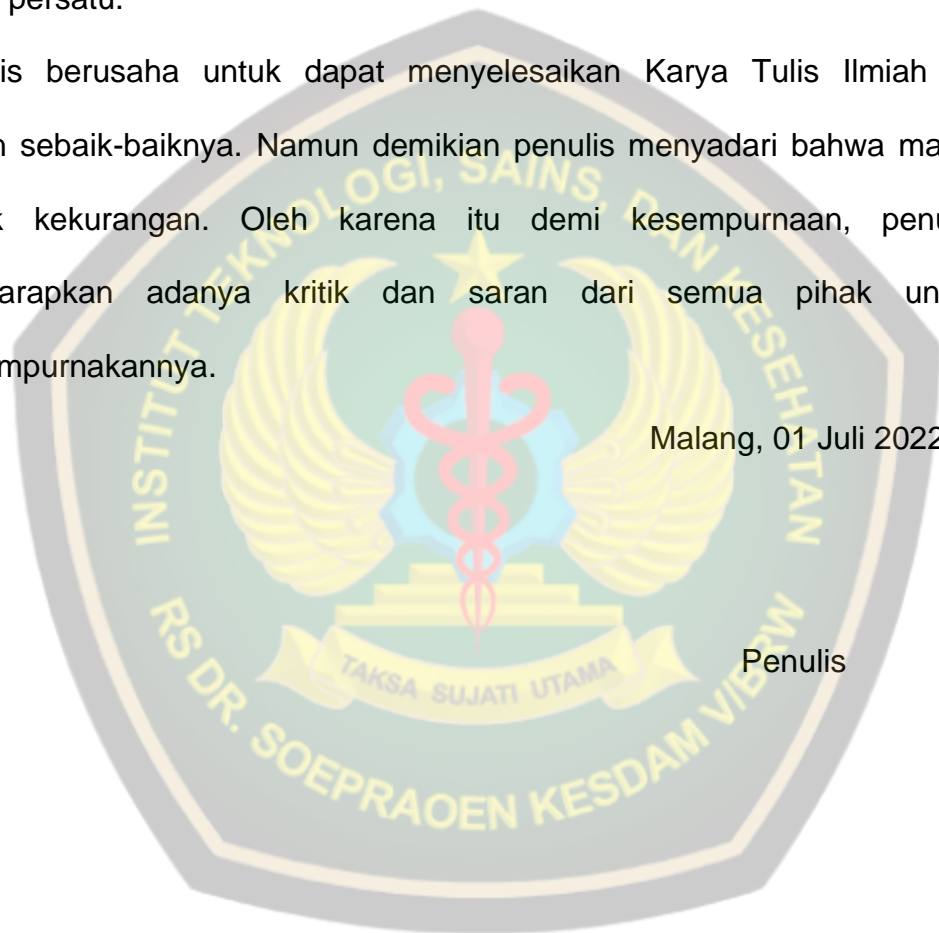 persatu.
is berusaha untuk dapat menyelesaikan Karya Tulis Ilmiah
n sebaik-baiknya. Namun demikian penulis menyadari bahwa ma
k kekurangan. Oleh karena itu demi kesempurnaan, penu
arapkan adanya kritik dan saran dari semua pihak un
mpurnakannya.
Malang, 01 Juli 2022
Penulis
INSTITUT TEKNOLOGI, SAINS, DAN KESEHATAN
TAKSA SUJATI UTAMA
RS DR. SOEPRAOEN KESDAM V/BRW